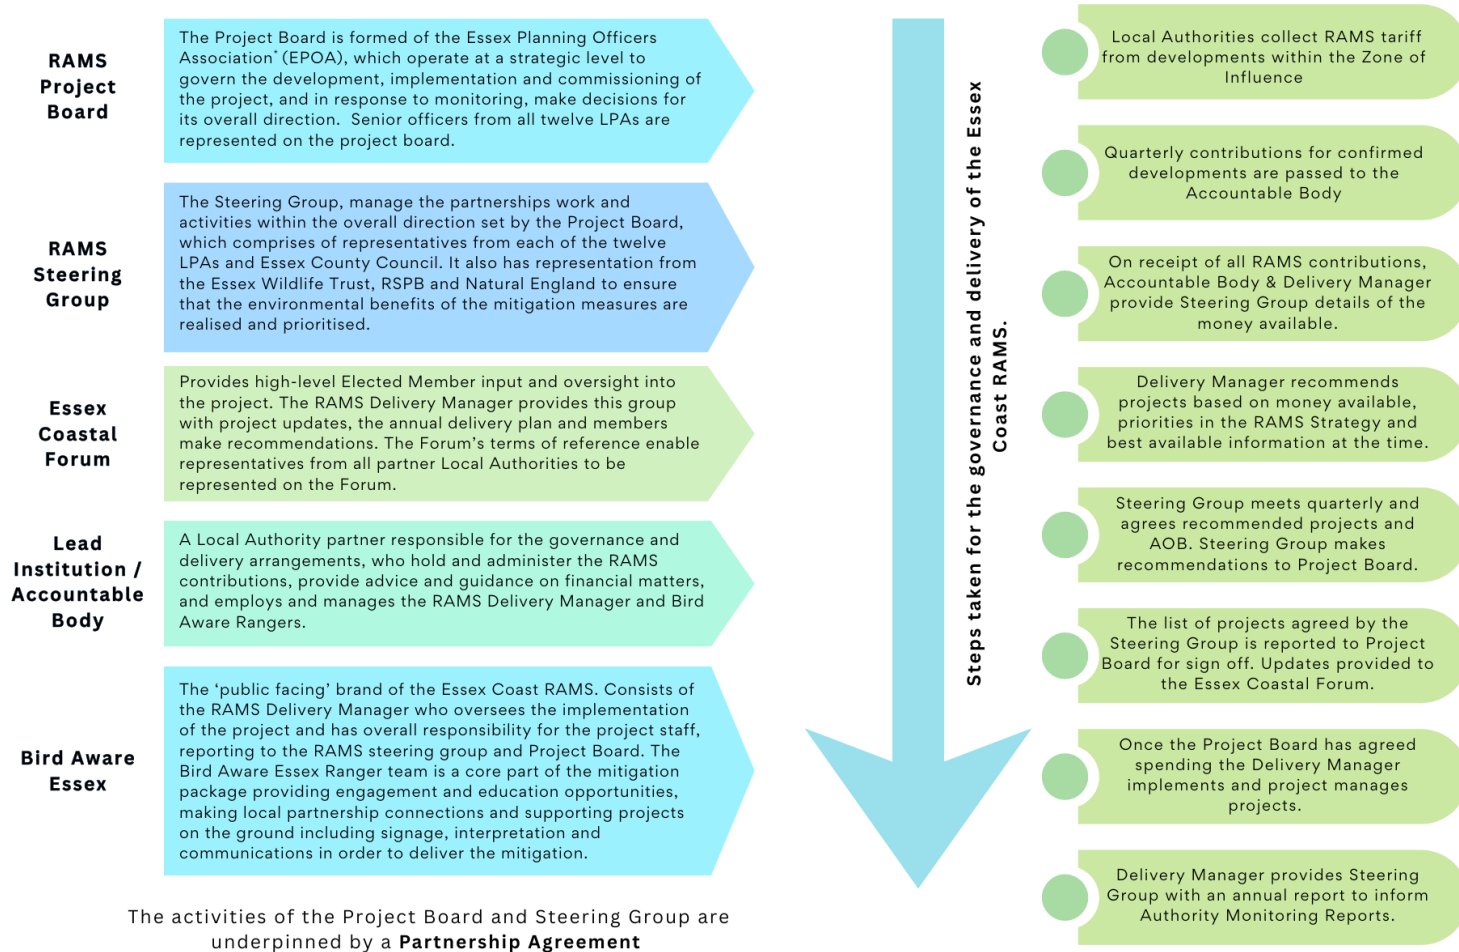 RAMS
Project
Board
The Project Board is formed of the Essex Planning Officers
Association* (EPOA), which operate at a strategic level to
govern the development, implementation and commissioning of
the project, and in response to monitoring, make decisions for
its overall direction. Senior officers from all twelve LPAs are
represented on the project board.
RAMS
Steering
Group
The Steering Group, manage the partnerships work and
activities within the overall direction set by the Project Board,
which comprises of representatives from each of the twelve
LPAs and Essex County Council. It also has representation from
the Essex Wildlife Trust, RSPB and Natural England to ensure
that the environmental benefits of the mitigation measures are
realised and prioritised.
Essex
Coastal
Forum
Provides high-level Elected Member input and oversight into
the project. The RAMS Delivery Manager provides this group
with project updates, the annual delivery plan and members
make recommendations. The Forum’s terms of reference enable
representatives from all partner Local Authorities to be
represented on the Forum.
Lead
Institution /
Accountable
Body
A Local Authority partner responsible for the governance and
delivery arrangements, who hold and administer the RAMS
contributions, provide advice and guidance on financial matters,
and employs and manages the RAMS Delivery Manager and Bird
Aware Rangers.
Bird Aware
Essex
The ‘public facing’ brand of the Essex Coast RAMS. Consists of
the RAMS Delivery Manager who oversees the implementation
of the project and has overall responsibility for the project staff,
reporting to the RAMS steering group and Project Board. The
Bird Aware Essex Ranger team is a core part of the mitigation
package providing engagement and education opportunities,
making local partnership connections and supporting projects
on the ground including signage, interpretation and
communications in order to deliver the mitigation.
The activities of the Project Board and Steering Group are
underpinned by a Partnership Agreement
Steps taken for the governance and delivery of the Essex
Coast RAMS.
Local Authorities collect RAMS tariff
from developments within the Zone of
Influence
Quarterly contributions for confirmed
developments are passed to the
Accountable Body
On receipt of all RAMS contributions,
Accountable Body & Delivery Manager
provide Steering Group details of the
money available.
Delivery Manager recommends
projects based on money available,
priorities in the RAMS Strategy and
best available information at the time.
Steering Group meets quarterly and
agrees recommended projects and
AOB. Steering Group makes
recommendations to Project Board.
The list of projects agreed by the
Steering Group is reported to Project
Board for sign off. Updates provided to
the Essex Coastal Forum.
Once the Project Board has agreed
spending the Delivery Manager
implements and project manages
projects.
Delivery Manager provides Steering
Group with an annual report to inform
Authority Monitoring Reports.